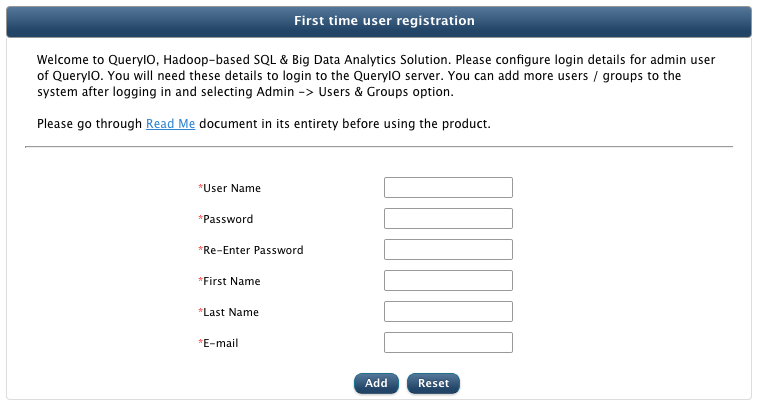 First time user registration
Welcome to QueryIO, Hadoop-based SQL & Big Data Analytics Solution. Please configure login details for admin user
of QueryIO. You will need these details to login to the QueryIO server. You can add more users / groups to the
system after logging in and selecting Admin -> Users & Groups option.
Please go through Read Me document in its entirety before using the product.
*User Name
*Password
*Re-Enter Password
*First Name
*Last Name
*E-mail
Add Reset